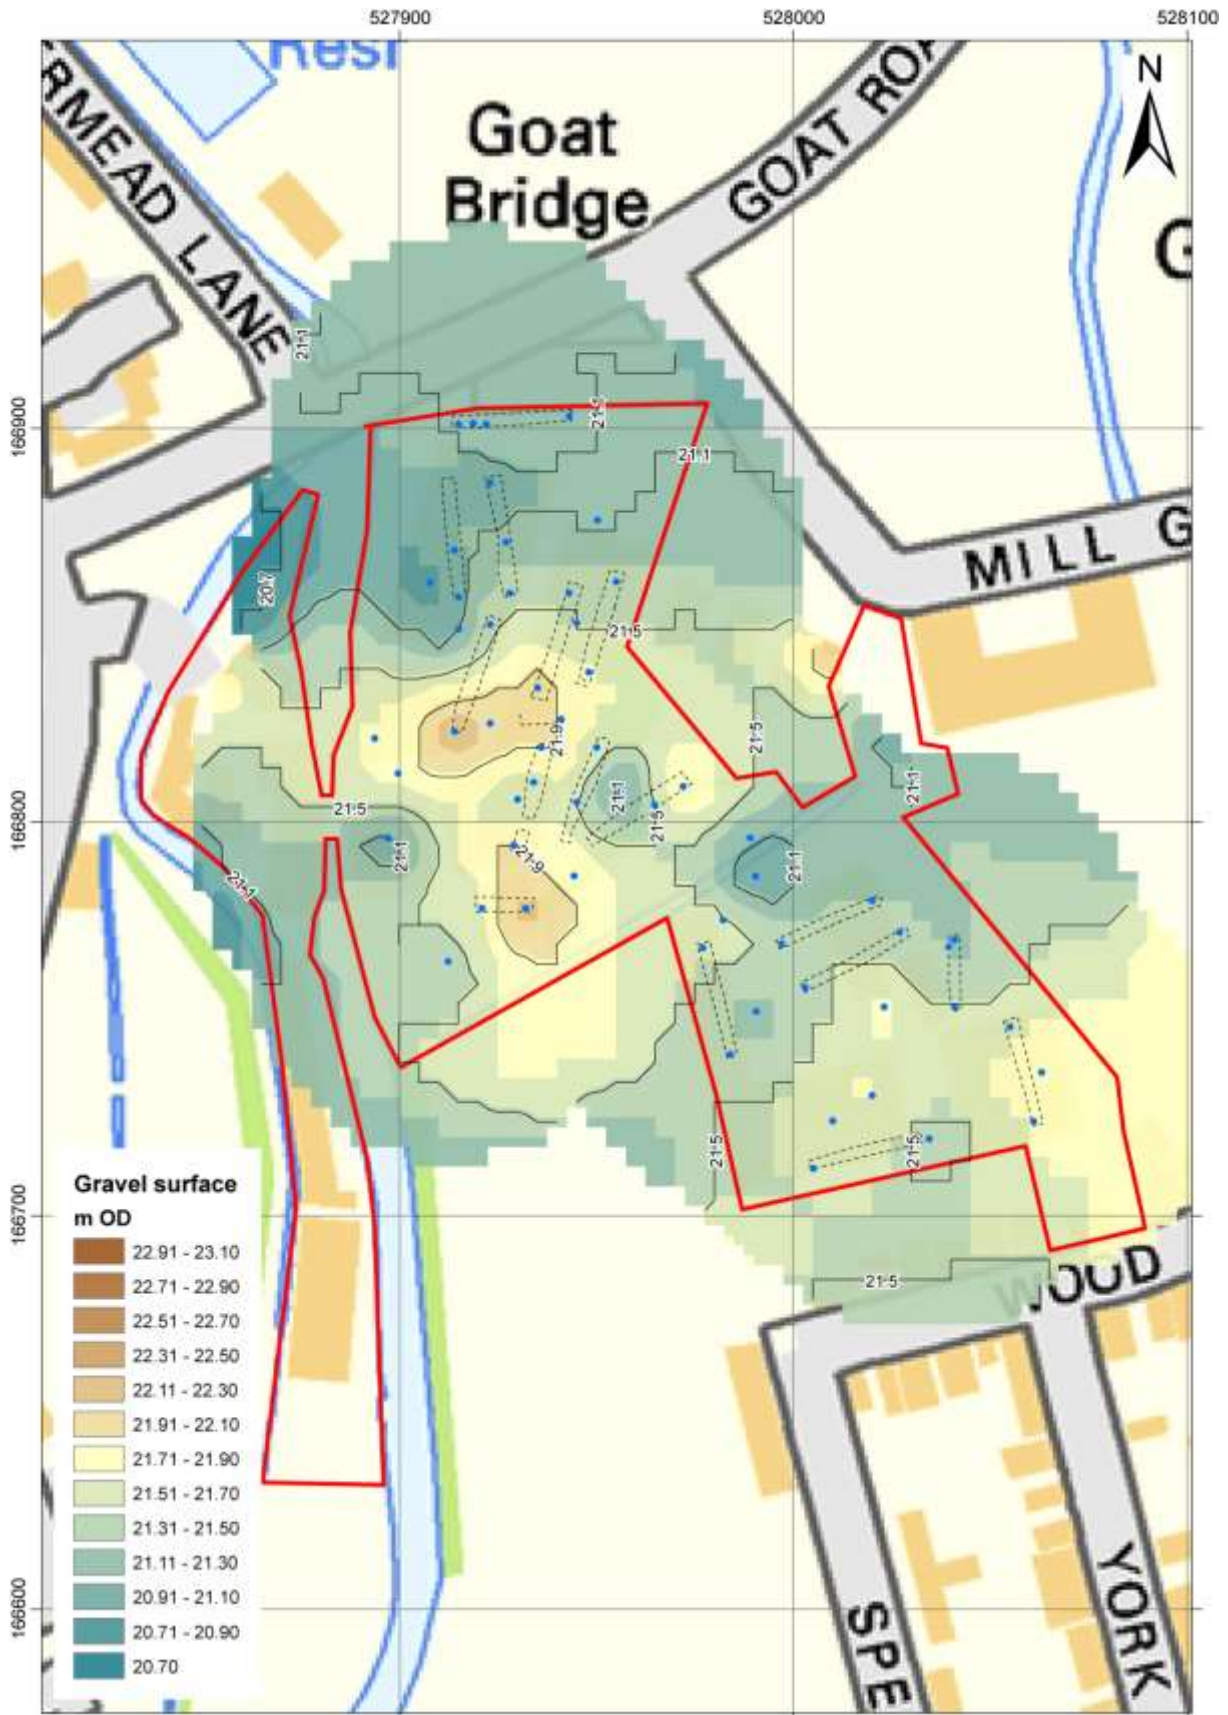 527900
528000
528100
Resr
N
Goat
Bridge
GOAT ROA
RMEAD LANE
G
21.1
166900
21.1
21.1
MILL G
20.7
21.5
21.9
21.5
21.1
21.1
166800
21.5
21.5
21.1
21.9
21.1
21.1
21.5
21.5
166700
21.5
WOOD
Gravel surface
m OD
22.91 - 23.10
22.71 - 22.90
22.51 - 22.70
22.31 - 22.50
22.11 - 22.30
21.91 - 22.10
21.71 - 21.90
21.51 - 21.70
21.31 - 21.50
21.11 - 21.30
20.91 - 21.10
20.71 - 20.90
20.70
166600
SPE
YORK